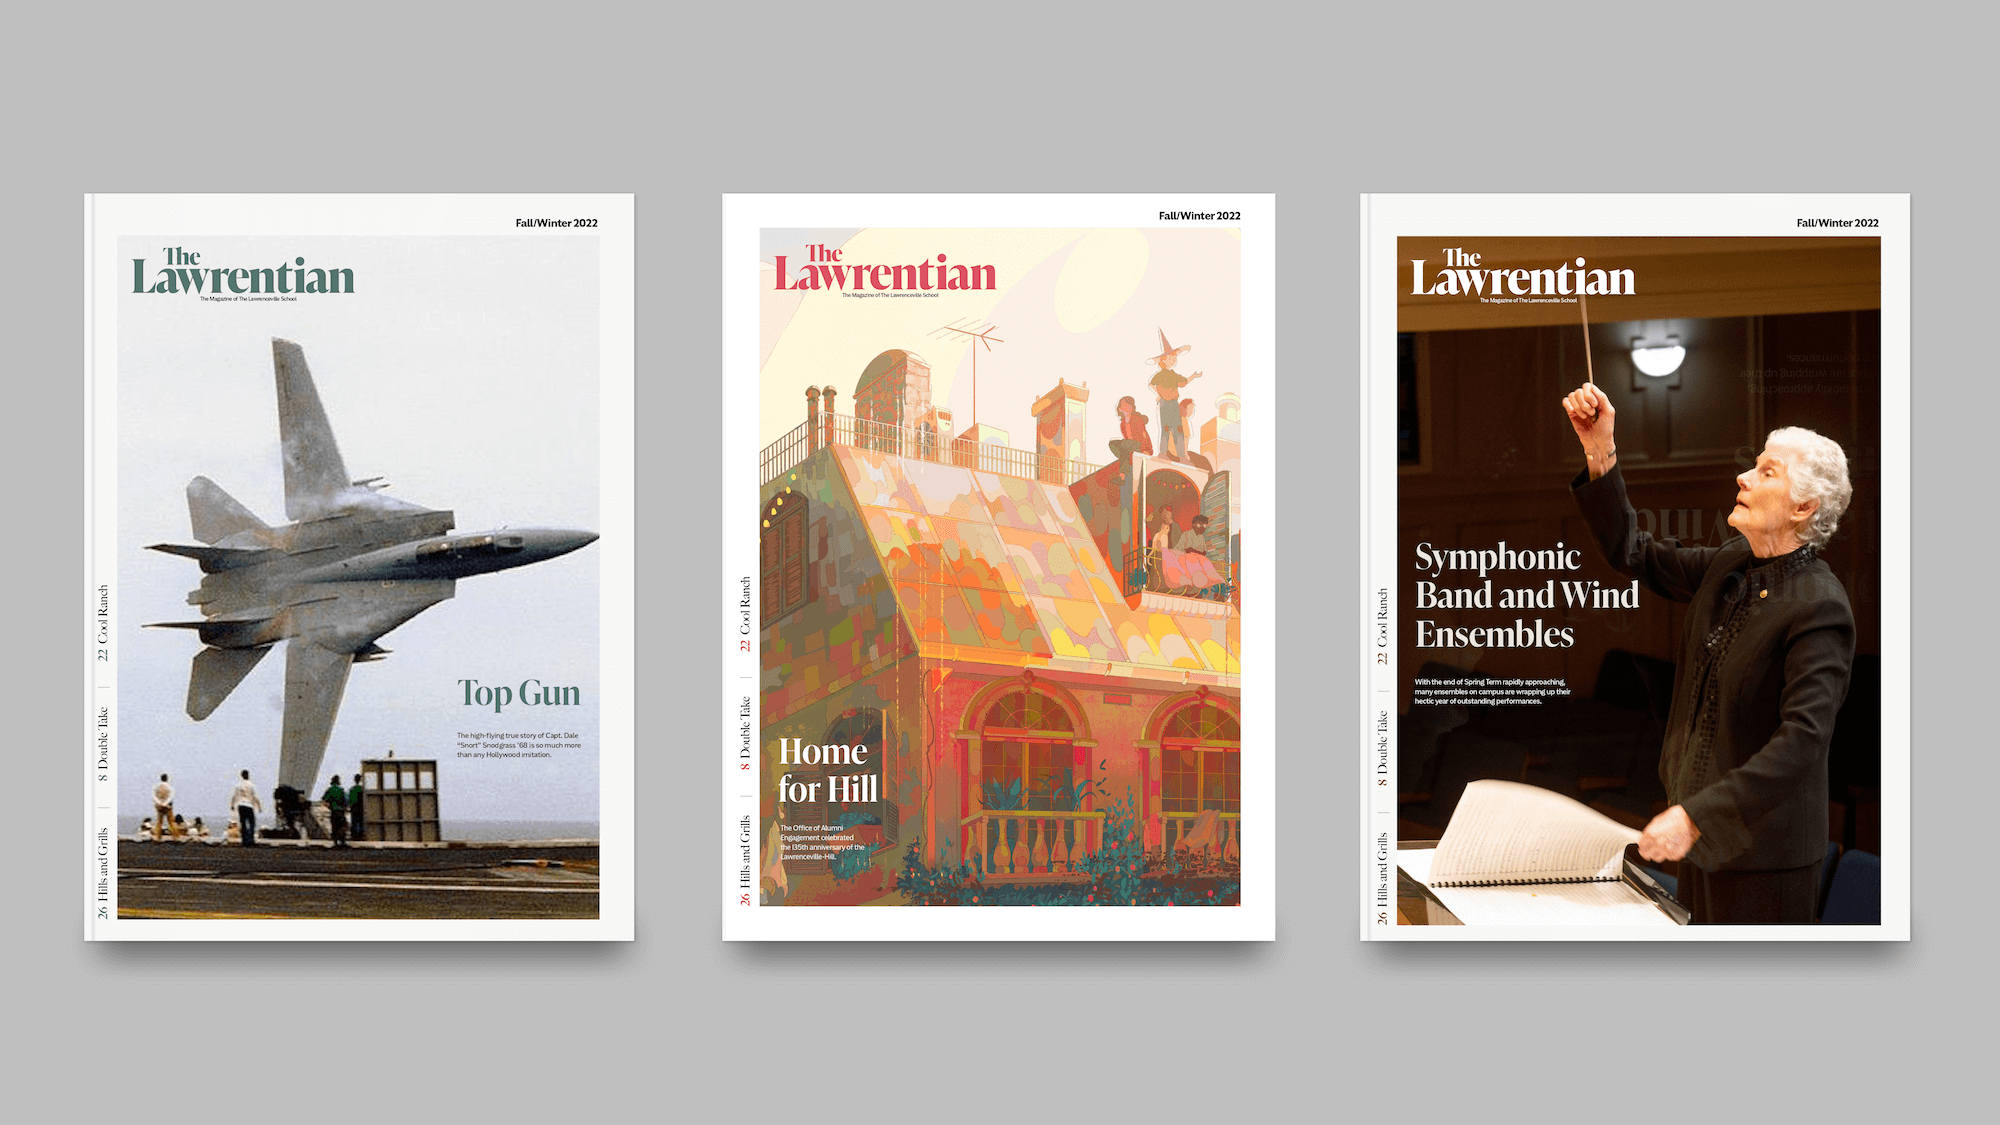 Fall/Winter 2022
The
Lawrentian
The Magazine of The Lawrenceville School
Top Gun
The high-flying true story of Capt. Dale
“Snort” Snodgrass ’68 is so much more
than any Hollywood imitation.
26 Hills and Grills | 8 Double Take | 22 Cool Ranch
Fall/Winter 2022
The
Lawrentian
The Magazine of The Lawrenceville School
Home
for Hill
The Office of Alumni
Engagement celebrated
the 135th anniversary of the
Lawrenceville-Hill.
26 Hills and Grills | 8 Double Take | 22 Cool Ranch
Fall/Winter 2022
The
Lawrentian
The Magazine of The Lawrenceville School
Symphonic
Band and Wind
Ensembles
With the end of Spring Term rapidly approaching,
many ensembles on campus are wrapping up their
hectic year of outstanding performances.
26 Hills and Grills | 8 Double Take | 22 Cool Ranch